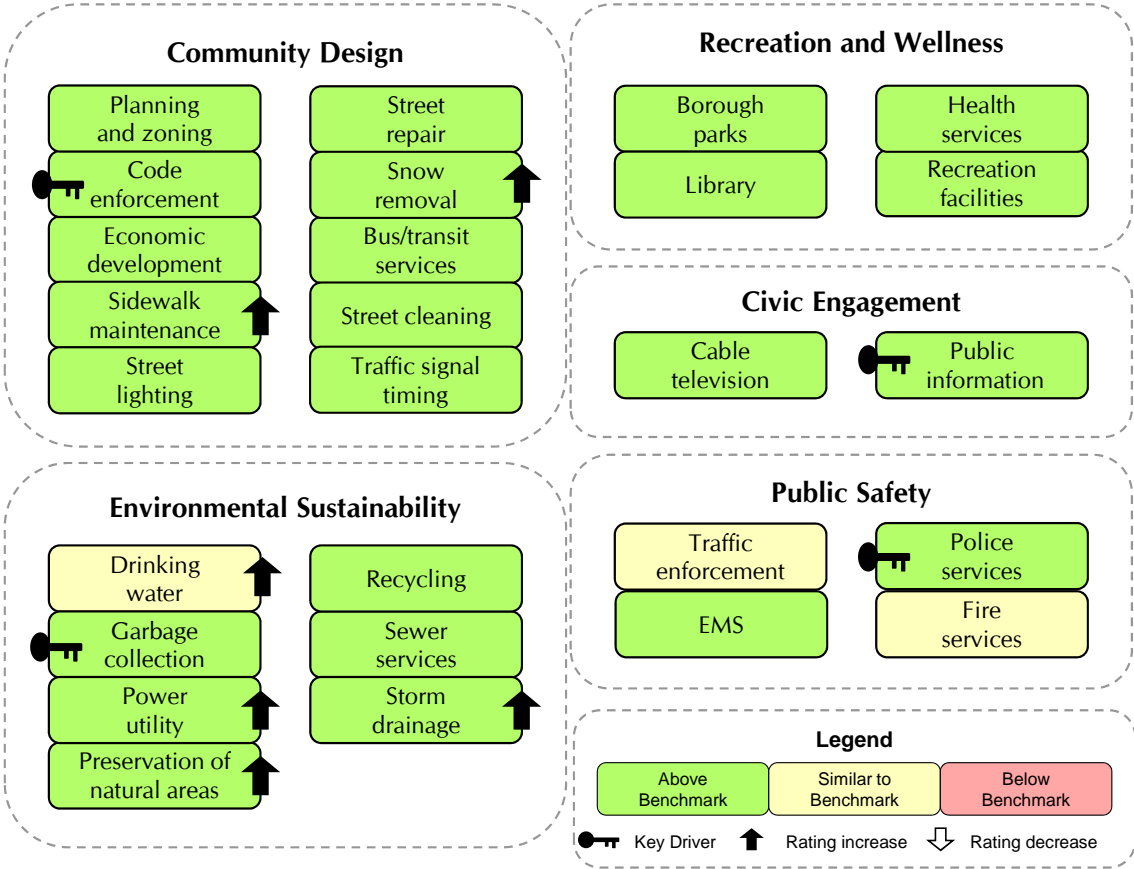 Community Design
Planning
and zoning
Code
enforcement
Economic
development
Sidewalk
maintenance
Street
lighting
Street
repair
Snow
removal
Bus/transit
services
Street cleaning
Traffic signal
timing
Recreation and Wellness
Borough
parks
Library
Health
services
Recreation
facilities
Civic Engagement
Cable
television
Public
information
Environmental Sustainability
Drinking
water
Garbage
collection
Power
utility
Preservation of
natural areas
Recycling
Sewer
services
Storm
drainage
Public Safety
Traffic
enforcement
EMS
Police
services
Fire
services
Legend
Above
Benchmark
Similar to
Benchmark
Below
Benchmark
Key Driver
Rating increase
Rating decrease